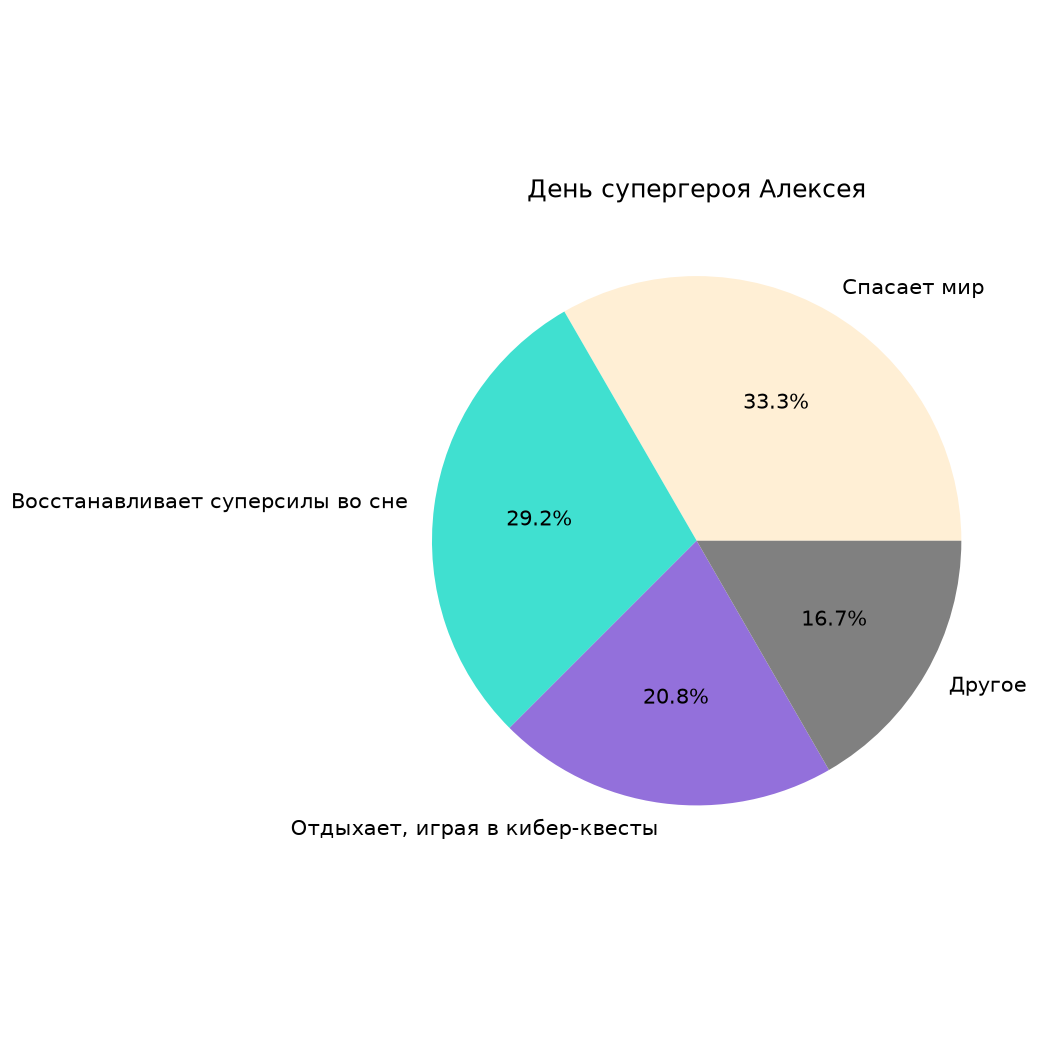 День супергероя Алексея
Спасает мир
33.3%
Восстанавливает суперсилы во сне
29.2%
16.7%
Другое
20.8%
Отдыхает, играя в кибер-квесты